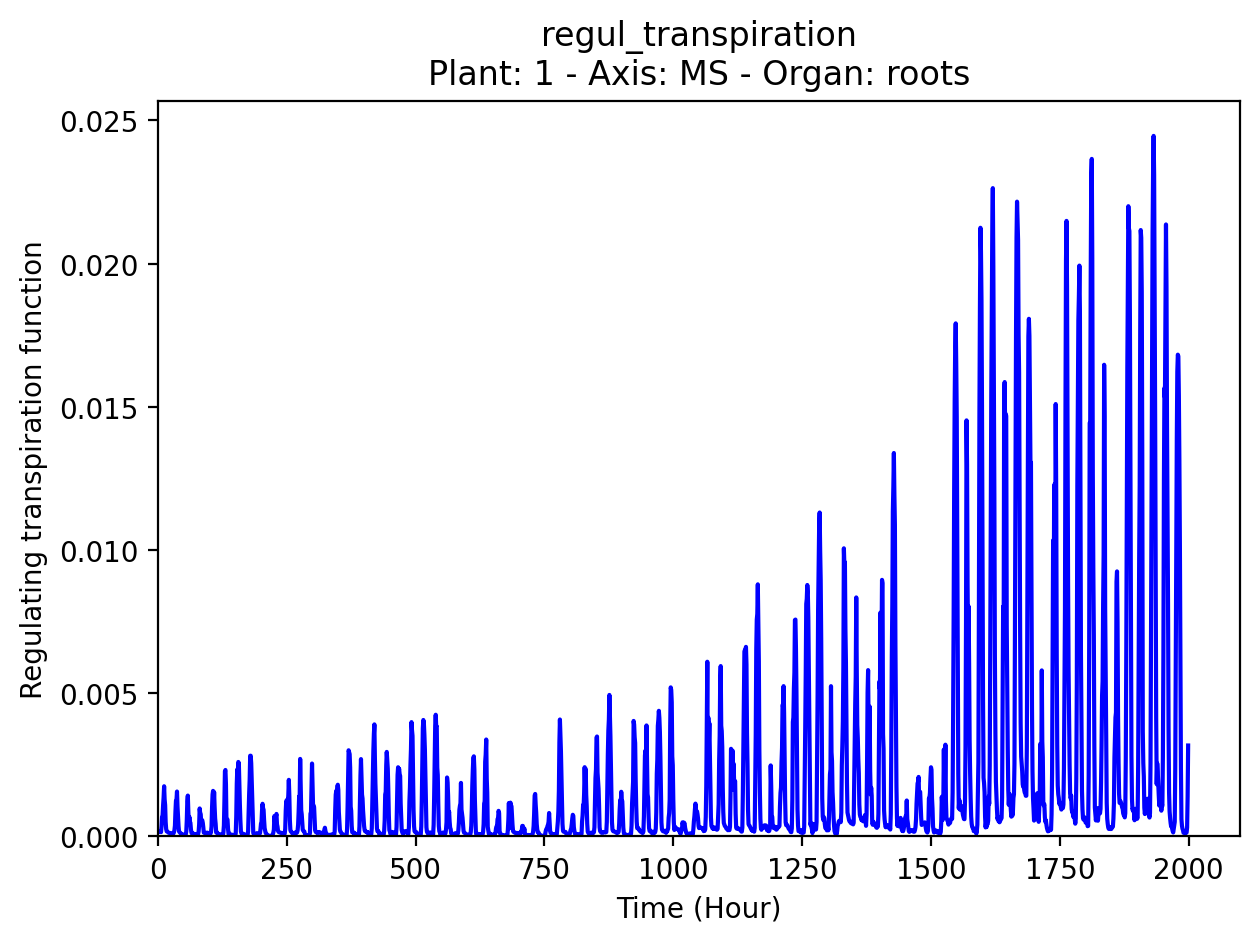 regul_transpiration
Plant: 1 - Axis: MS - Organ: roots
0.025
0.020
0.015
0.010
0.005
0.000
Regulating transpiration function
0 250 500 750 1000 1250 1500 1750 2000
Time (Hour)